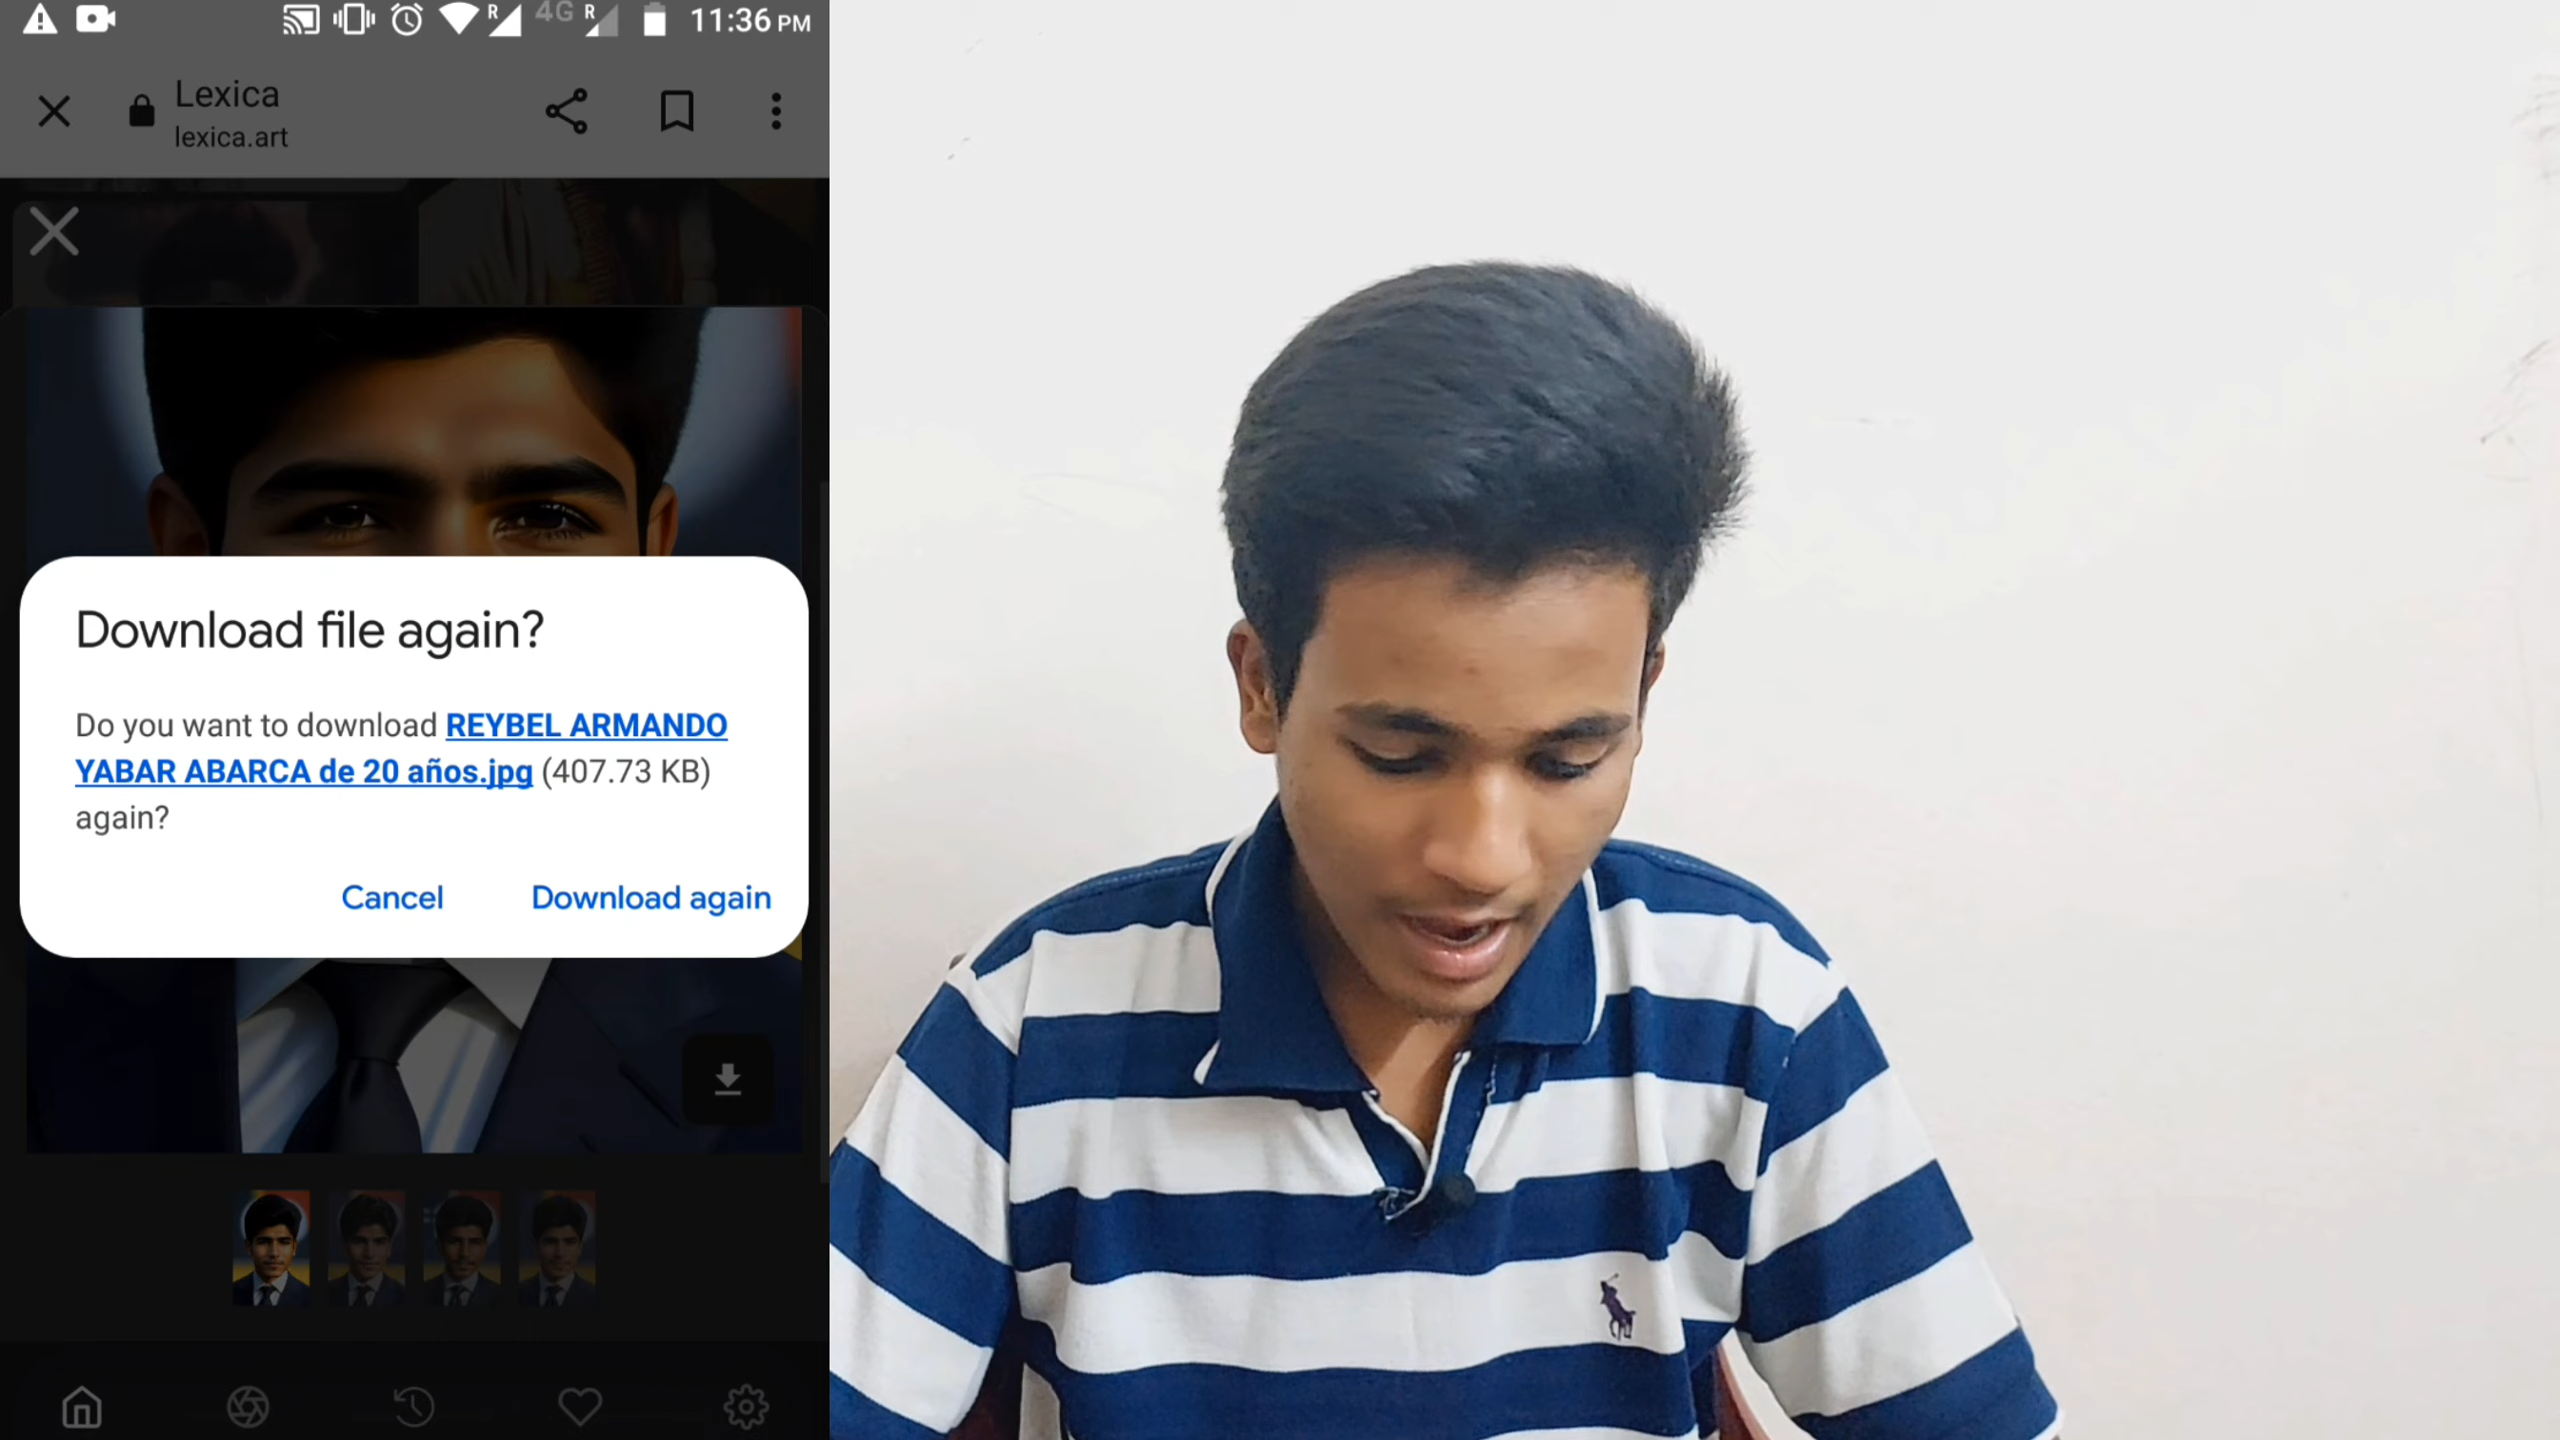 R
4G
R
11:36 PM
Lexica
lexica.art
Download file again?
Do you want to download REYBEL ARMANDO
YABAR ABARCA de 20 años.jpg (407.73 KB)
again?
Cancel
Download again